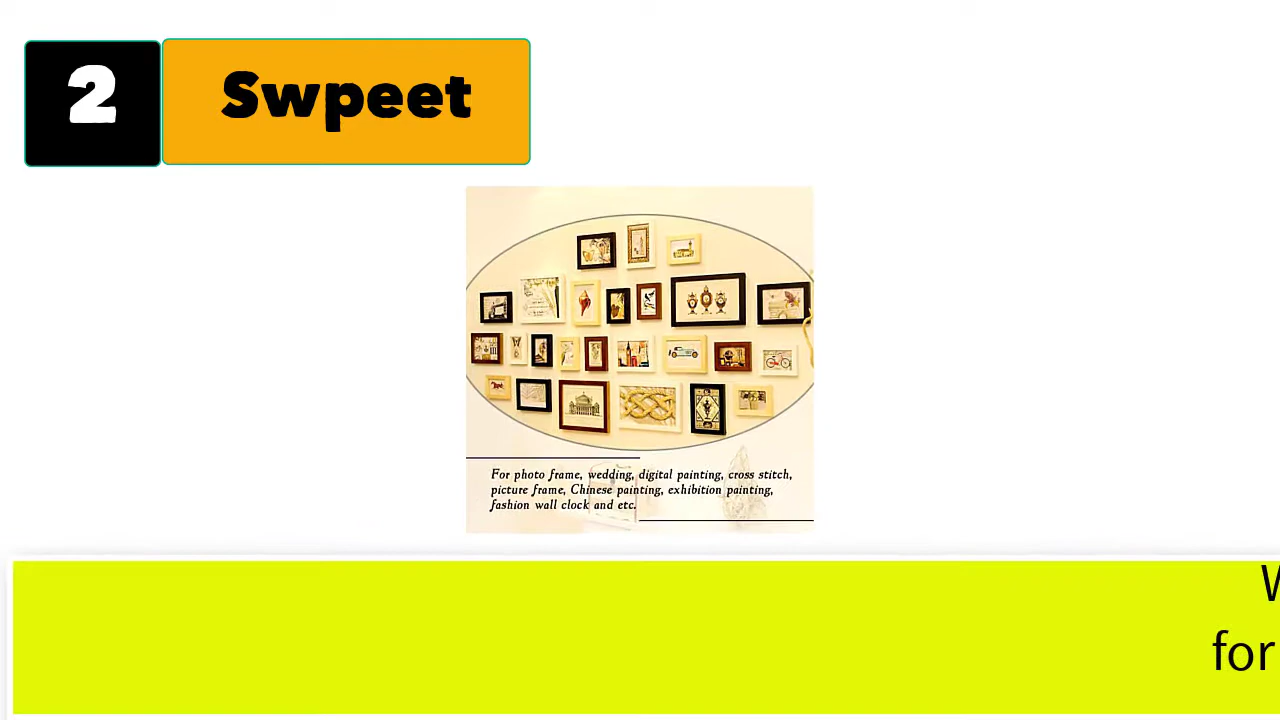 2
Swpeet
For photo frame, wedding, digital painting, cross stitch,
picture frame, Chinese painting, exhibition painting,
fashion wall clock and etc.
W
for